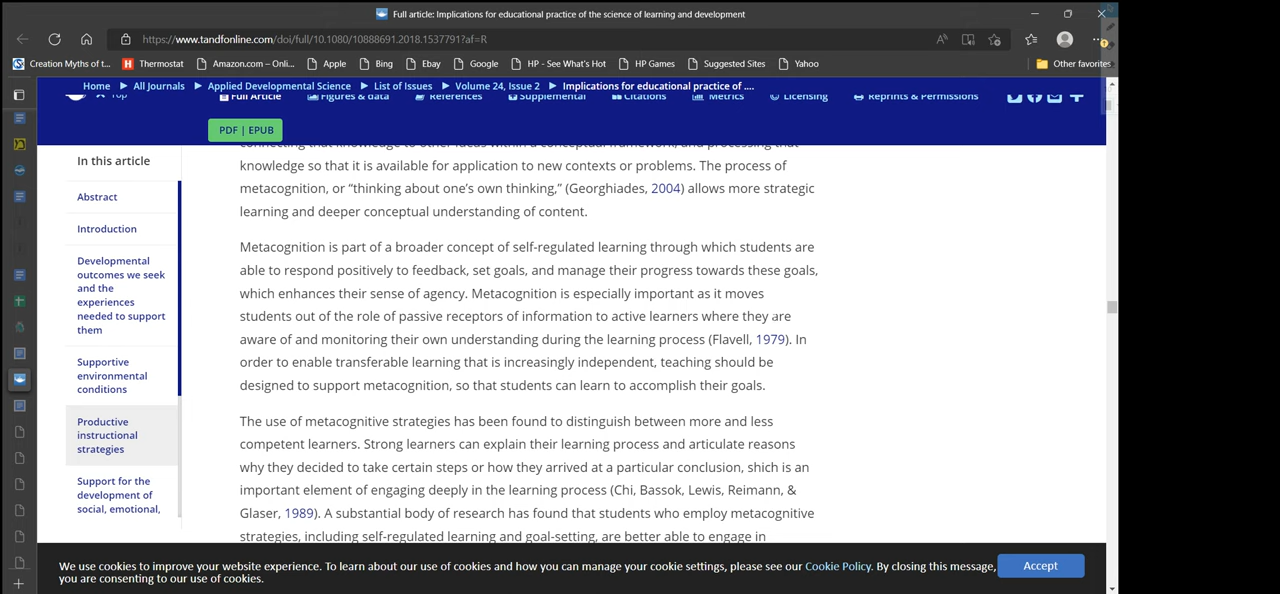 Full article: Implications for educational practice of the science of learning and development
https://www.tandfonline.com/doi/full/10.1080/10888691.2018.1537791?af=R
Creation Myths of t... Thermostat Amazon.com – Onli... Apple Bing Ebay Google HP - See What's Hot HP Games Suggested Sites Yahoo Other favorites
Home All Journals Applied Developmental Science List of Issues Volume 24, Issue 2 Implications for educational practice of ....
Top Full Article Figures & data References Supplemental Citations Metrics Licensing Reprints & Permissions
PDF | EPUB
In this article
Abstract
Introduction
Developmental
outcomes we seek
and the
experiences
needed to support
them
Supportive
environmental
conditions
Productive
instructional
strategies
Support for the
development of
social, emotional,
connecting that knowledge to other ideas within a conceptual framework, and processing that
knowledge so that it is available for application to new contexts or problems. The process of
metacognition, or “thinking about one’s own thinking,” (Georghiades, 2004) allows more strategic
learning and deeper conceptual understanding of content.
Metacognition is part of a broader concept of self-regulated learning through which students are
able to respond positively to feedback, set goals, and manage their progress towards these goals,
which enhances their sense of agency. Metacognition is especially important as it moves
students out of the role of passive receptors of information to active learners where they are
aware of and monitoring their own understanding during the learning process (Flavell, 1979). In
order to enable transferable learning that is increasingly independent, teaching should be
designed to support metacognition, so that students can learn to accomplish their goals.
The use of metacognitive strategies has been found to distinguish between more and less
competent learners. Strong learners can explain their learning process and articulate reasons
why they decided to take certain steps or how they arrived at a particular conclusion, shich is an
important element of engaging deeply in the learning process (Chi, Bassok, Lewis, Reimann, &
Glaser, 1989). A substantial body of research has found that students who employ metacognitive
strategies, including self-regulated learning and goal-setting, are better able to engage in
We use cookies to improve your website experience. To learn about our use of cookies and how you can manage your cookie settings, please see our Cookie Policy. By closing this message,
you are consenting to our use of cookies.
Accept